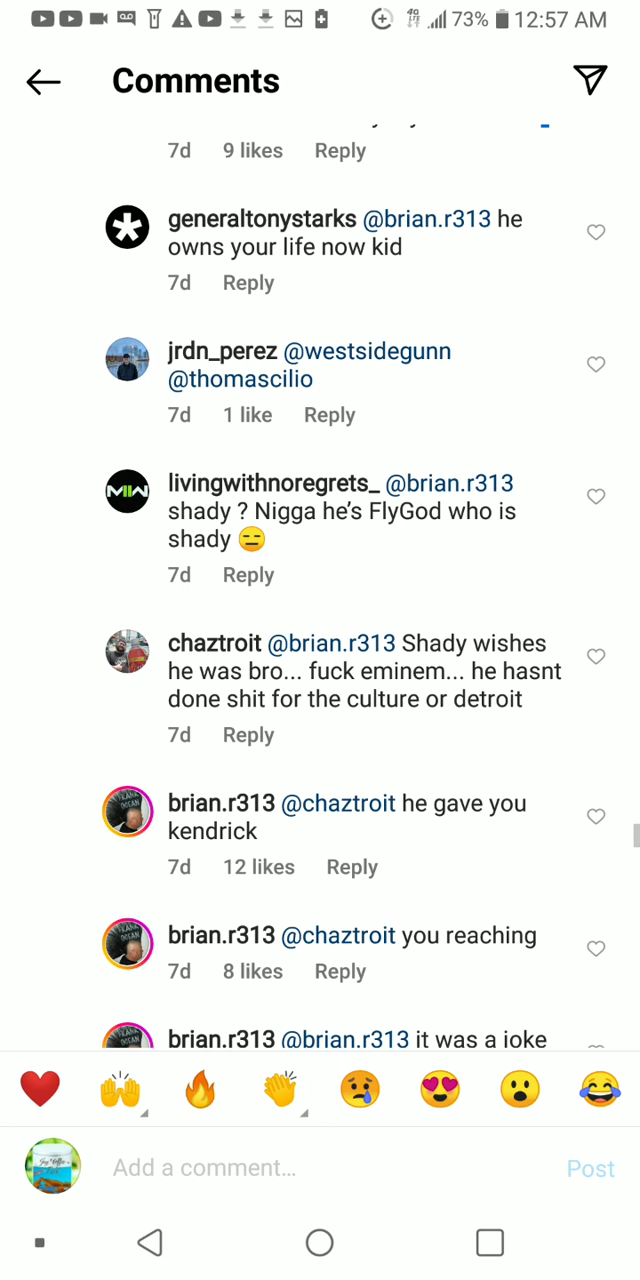 73% 12:57 AM
Comments
7d 9 likes Reply
generaltonystarks @brian.r313 he
owns your life now kid
7d Reply
jrdn_perez @westsidegunn
@thomascilio
7d 1 like Reply
livingwithnoregrets_ @brian.r313
shady ? Nigga he’s FlyGod who is
shady 😑
7d Reply
chaztroit @brian.r313 Shady wishes
he was bro... fuck eminem... he hasnt
done shit for the culture or detroit
7d Reply
brian.r313 @chaztroit he gave you
kendrick
7d 12 likes Reply
brian.r313 @chaztroit you reaching
7d 8 likes Reply
brian.r313 @brian.r313 it was a joke
Add a comment... Post